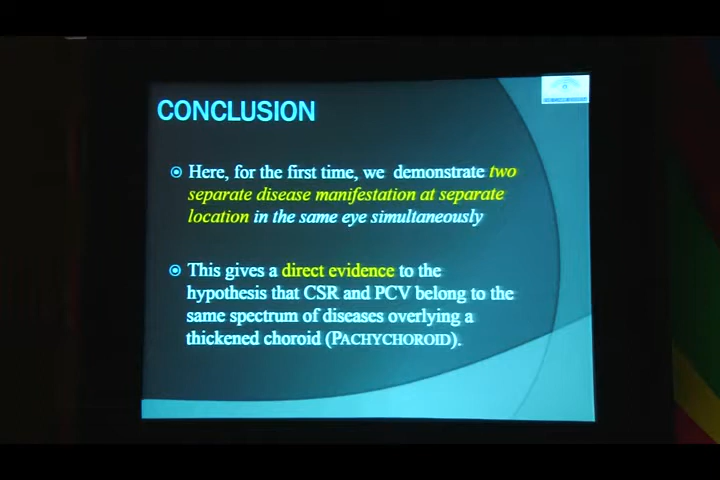 CONCLUSION
Here, for the first time, we demonstrate two
separate disease manifestation at separate
location in the same eye simultaneously
This gives a direct evidence to the
hypothesis that CSR and PCV belong to the
same spectrum of diseases overlying a
thickened choroid (PACHYCHOROID).